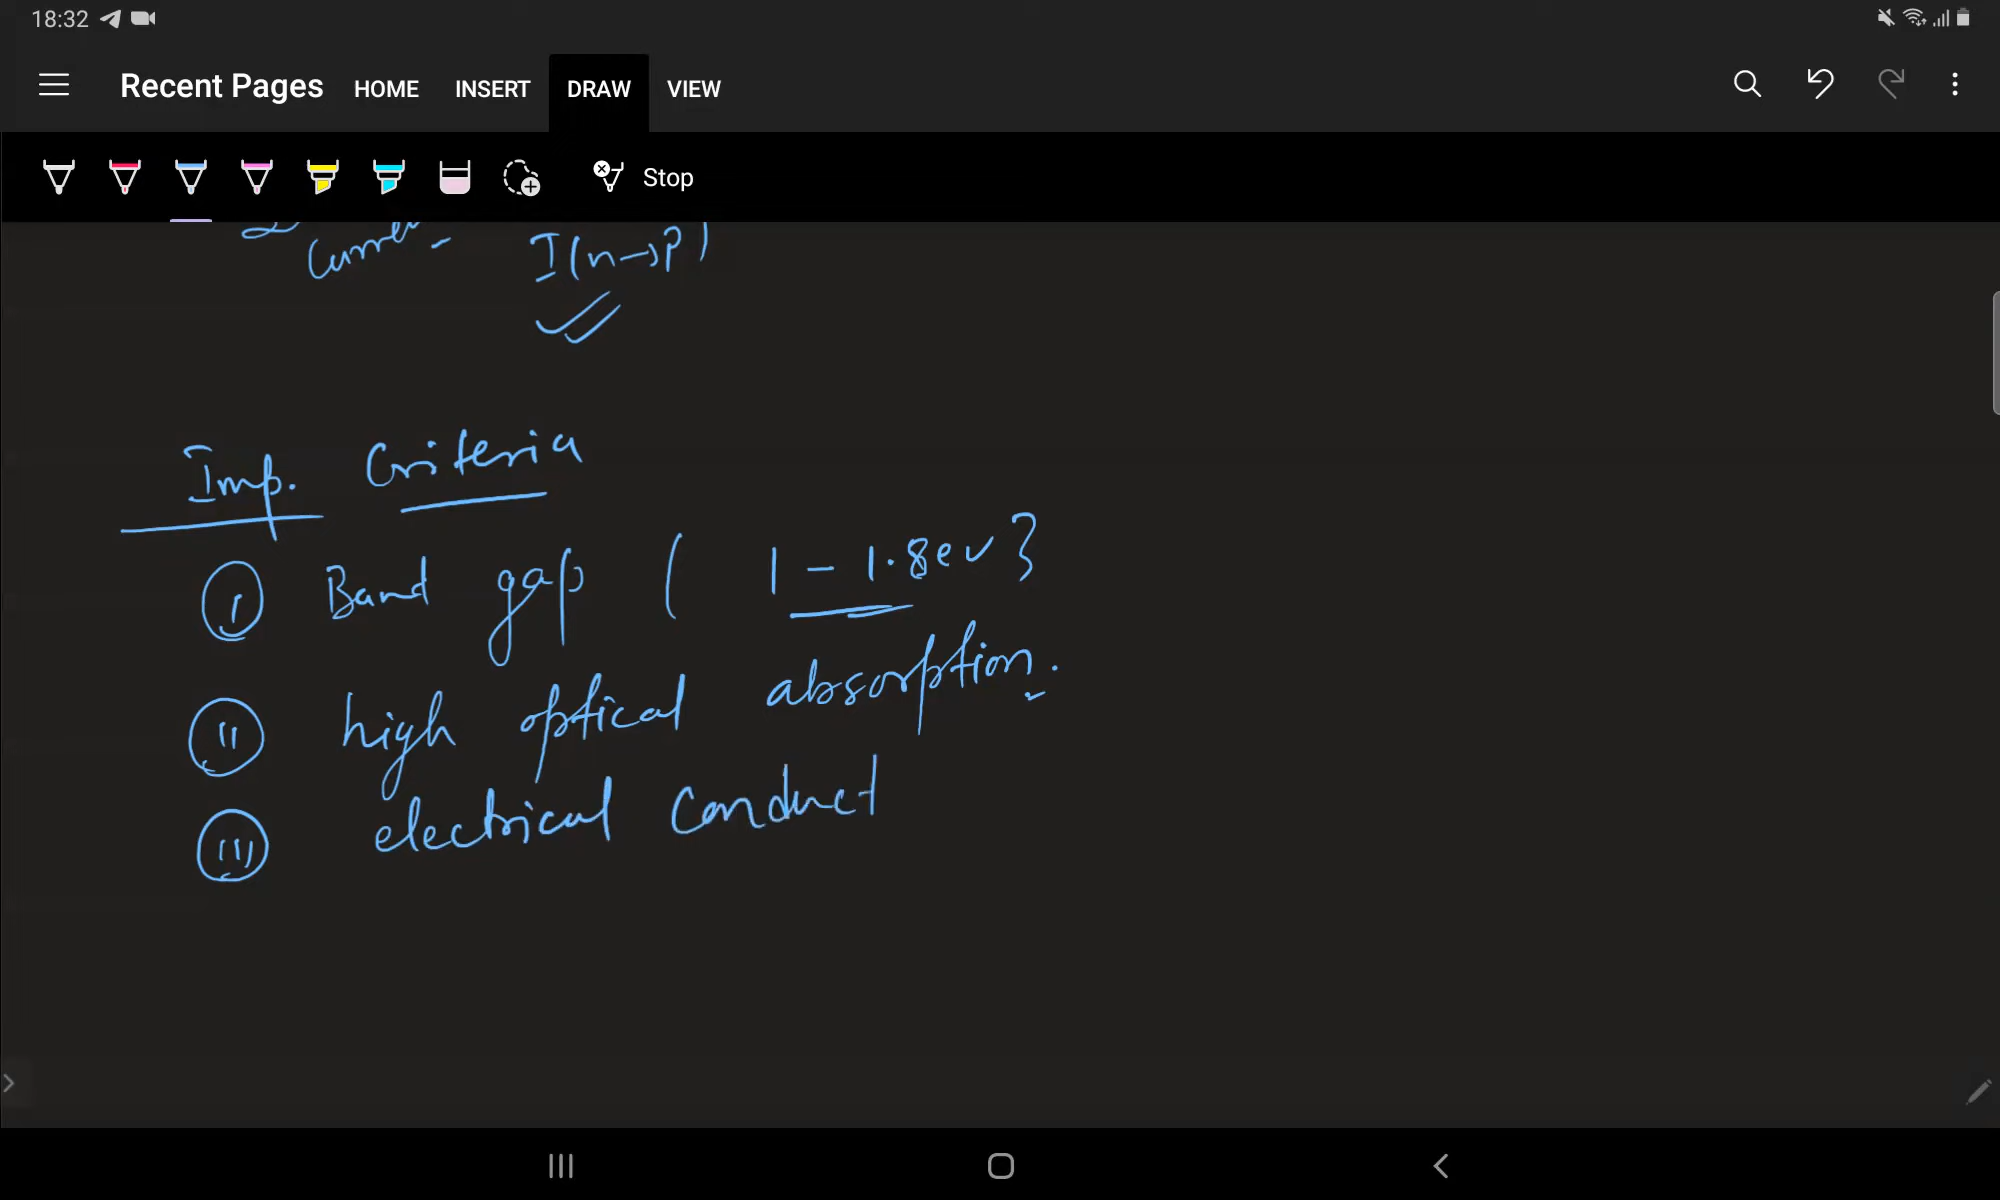 18:32
Recent Pages HOME INSERT DRAW VIEW
Stop
I(n→p)
Imp. Criteria
I Band gap ( 1 - 1.8ev }
II high optical absorption.
III electrical conduct